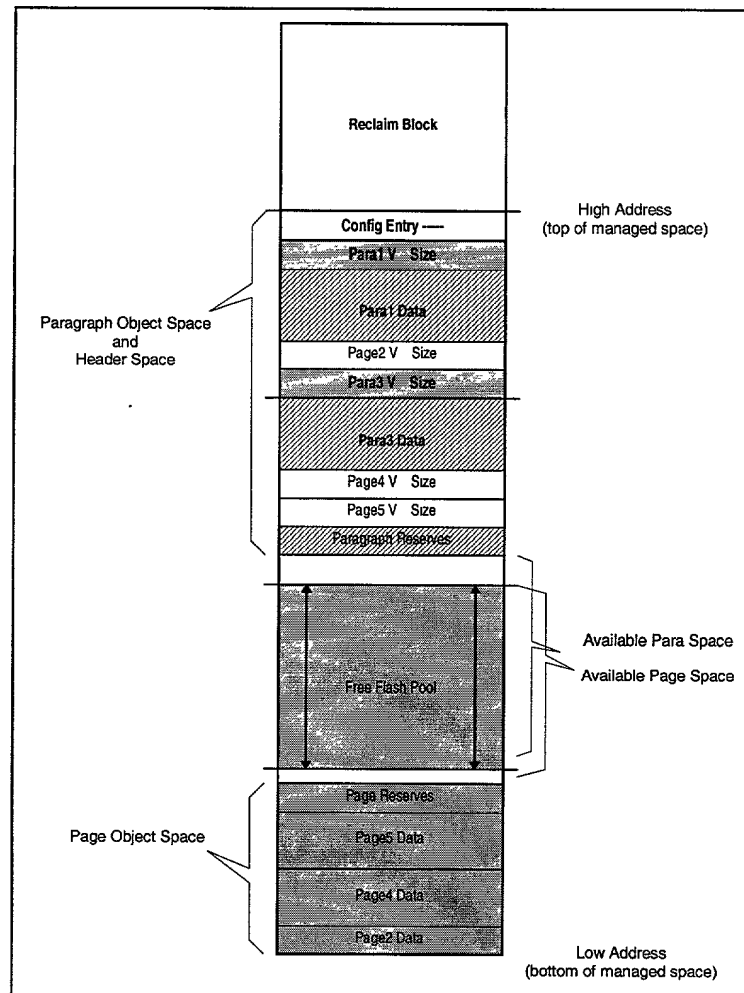 Reclaim Block
High Address
(top of managed space)
Config Entry ----
Para1 V Size
Para1 Data
Paragraph Object Space
and
Header Space
Page2 V Size
Para3 V Size
Para3 Data
Page4 V Size
Page5 V Size
Paragraph Reserves
Available Para Space
Available Page Space
Free Flash Pool
Page Reserves
Page Object Space
Page5 Data
Page4 Data
Page2 Data
Low Address
(bottom of managed space)